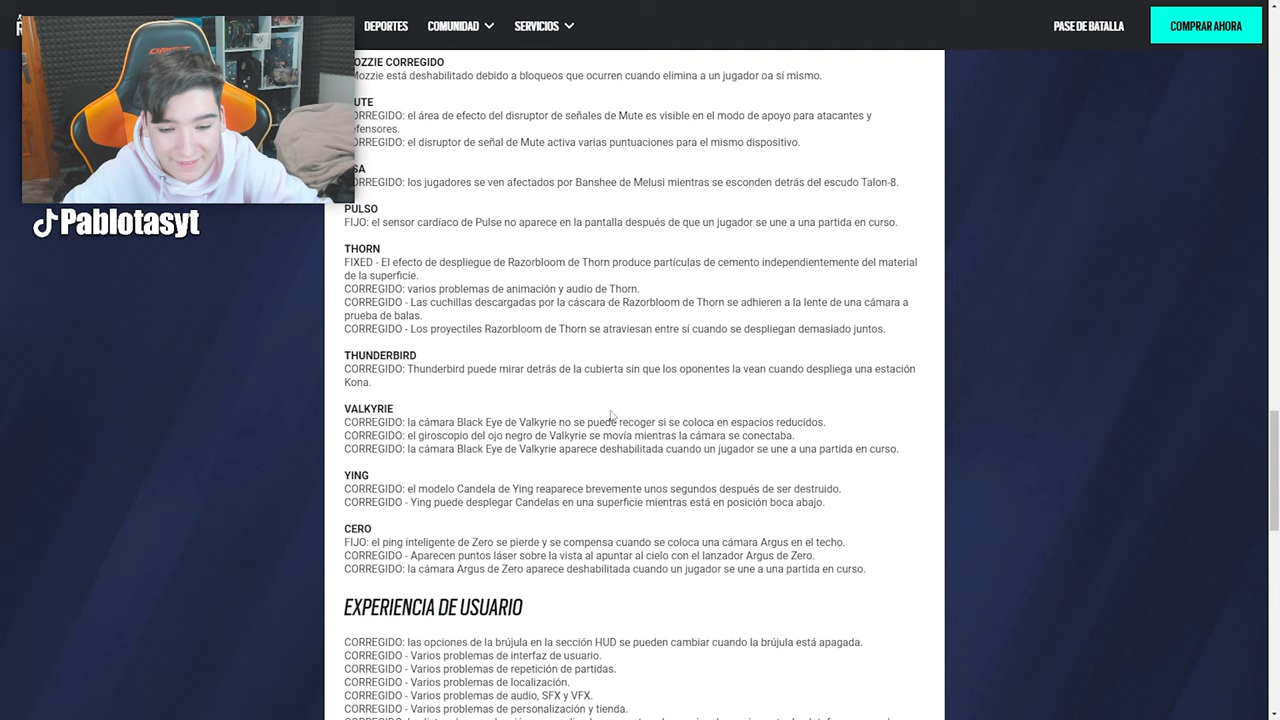 DEPORTES COMUNIDAD SERVICIOS PASE DE BATALLA COMPRAR AHORA
OZZIE CORREGIDO
Mozzie está deshabilitado debido a bloqueos que ocurren cuando elimina a un jugador oa sí mismo.
UTE
ORREGIDO: el área de efecto del disruptor de señales de Mute es visible en el modo de apoyo para atacantes y
efensores.
ORREGIDO: el disruptor de señal de Mute activa varias puntuaciones para el mismo dispositivo.
SA
ORREGIDO: los jugadores se ven afectados por Banshee de Melusi mientras se esconden detrás del escudo Talon-8.
Pablotasyt
PULSO
FIJO: el sensor cardíaco de Pulse no aparece en la pantalla después de que un jugador se une a una partida en curso.
THORN
FIXED - El efecto de despliegue de Razorbloom de Thorn produce partículas de cemento independientemente del material
de la superficie.
CORREGIDO: varios problemas de animación y audio de Thorn.
CORREGIDO - Las cuchillas descargadas por la cáscara de Razorbloom de Thorn se adhieren a la lente de una cámara a
prueba de balas.
CORREGIDO - Los proyectiles Razorbloom de Thorn se atraviesan entre sí cuando se despliegan demasiado juntos.
THUNDERBIRD
CORREGIDO: Thunderbird puede mirar detrás de la cubierta sin que los oponentes la vean cuando despliega una estación
Kona.
VALKYRIE
CORREGIDO: la cámara Black Eye de Valkyrie no se puede recoger si se coloca en espacios reducidos.
CORREGIDO: el giroscopio del ojo negro de Valkyrie se movía mientras la cámara se conectaba.
CORREGIDO: la cámara Black Eye de Valkyrie aparece deshabilitada cuando un jugador se une a una partida en curso.
YING
CORREGIDO: el modelo Candela de Ying reaparece brevemente unos segundos después de ser destruido.
CORREGIDO - Ying puede desplegar Candelas en una superficie mientras está en posición boca abajo.
CERO
FIJO: el ping inteligente de Zero se pierde y se compensa cuando se coloca una cámara Argus en el techo.
CORREGIDO - Aparecen puntos láser sobre la vista al apuntar al cielo con el lanzador Argus de Zero.
CORREGIDO: la cámara Argus de Zero aparece deshabilitada cuando un jugador se une a una partida en curso.
EXPERIENCIA DE USUARIO
CORREGIDO: las opciones de la brújula en la sección HUD se pueden cambiar cuando la brújula está apagada.
CORREGIDO - Varios problemas de interfaz de usuario.
CORREGIDO - Varios problemas de repetición de partidas.
CORREGIDO - Varios problemas de localización.
CORREGIDO - Varios problemas de audio, SFX y VFX.
CORREGIDO - Varios problemas de personalización y tienda.